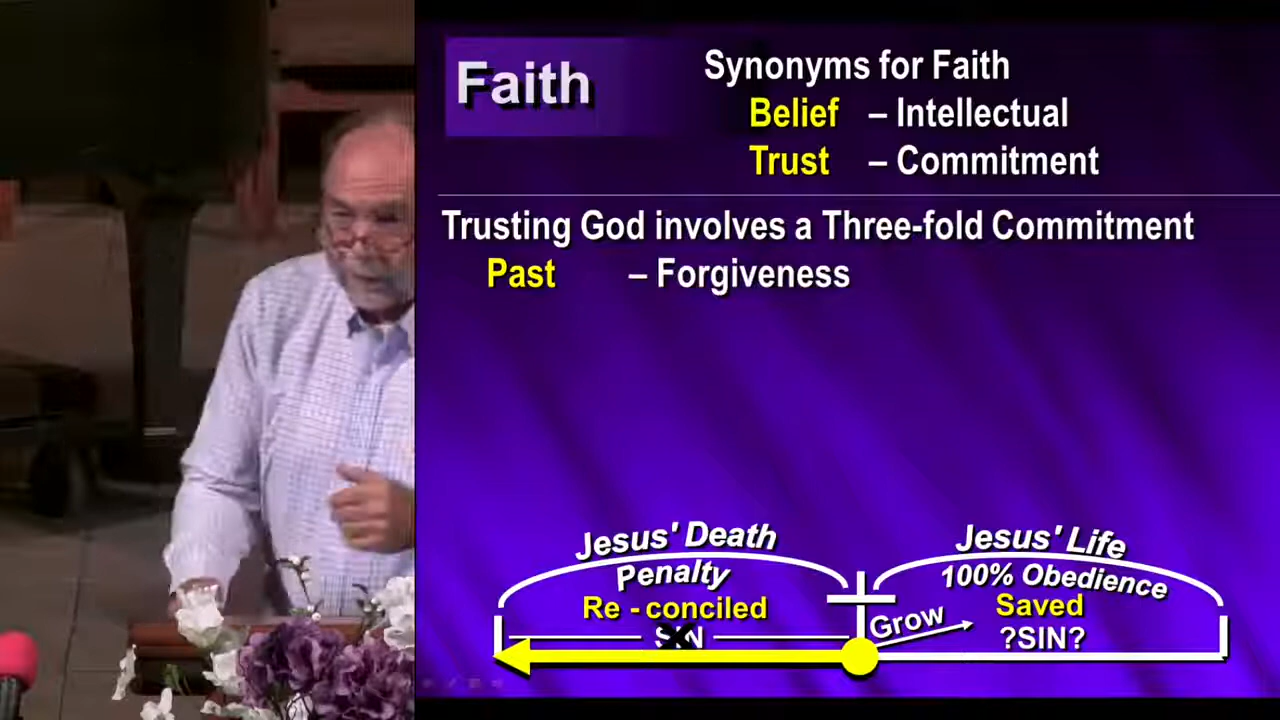 Faith
Synonyms for Faith
Belief – Intellectual
Trust – Commitment
Trusting God involves a Three-fold Commitment
Past – Forgiveness
Jesus' Death
Penalty
Re - conciled
SIN
Jesus' Life
100% Obedience
Saved
Grow
?SIN?